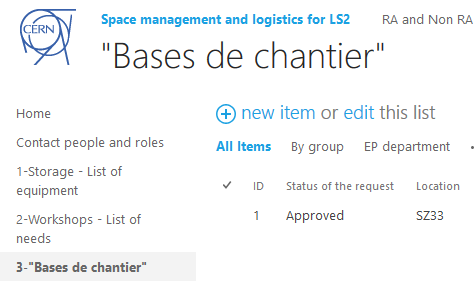 CERN
Space management and logistics for LS2 RA and Non RA
"Bases de chantier"
Home
Contact people and roles
1-Storage - List of
equipment
2-Workshops - List of
needs
3-"Bases de chantier"
new item or edit this list
All Items By group EP department
ID Status of the request Location
1 Approved SZ33